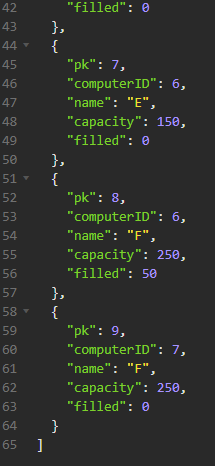 42 "filled": 0
43 },
44 {
45 "pk": 7,
46 "computerID": 6,
47 "name": "E",
48 "capacity": 150,
49 "filled": 0
50 },
51 {
52 "pk": 8,
53 "computerID": 6,
54 "name": "F",
55 "capacity": 250,
56 "filled": 50
57 },
58 {
59 "pk": 9,
60 "computerID": 7,
61 "name": "F",
62 "capacity": 250,
63 "filled": 0
64 }
65 ]